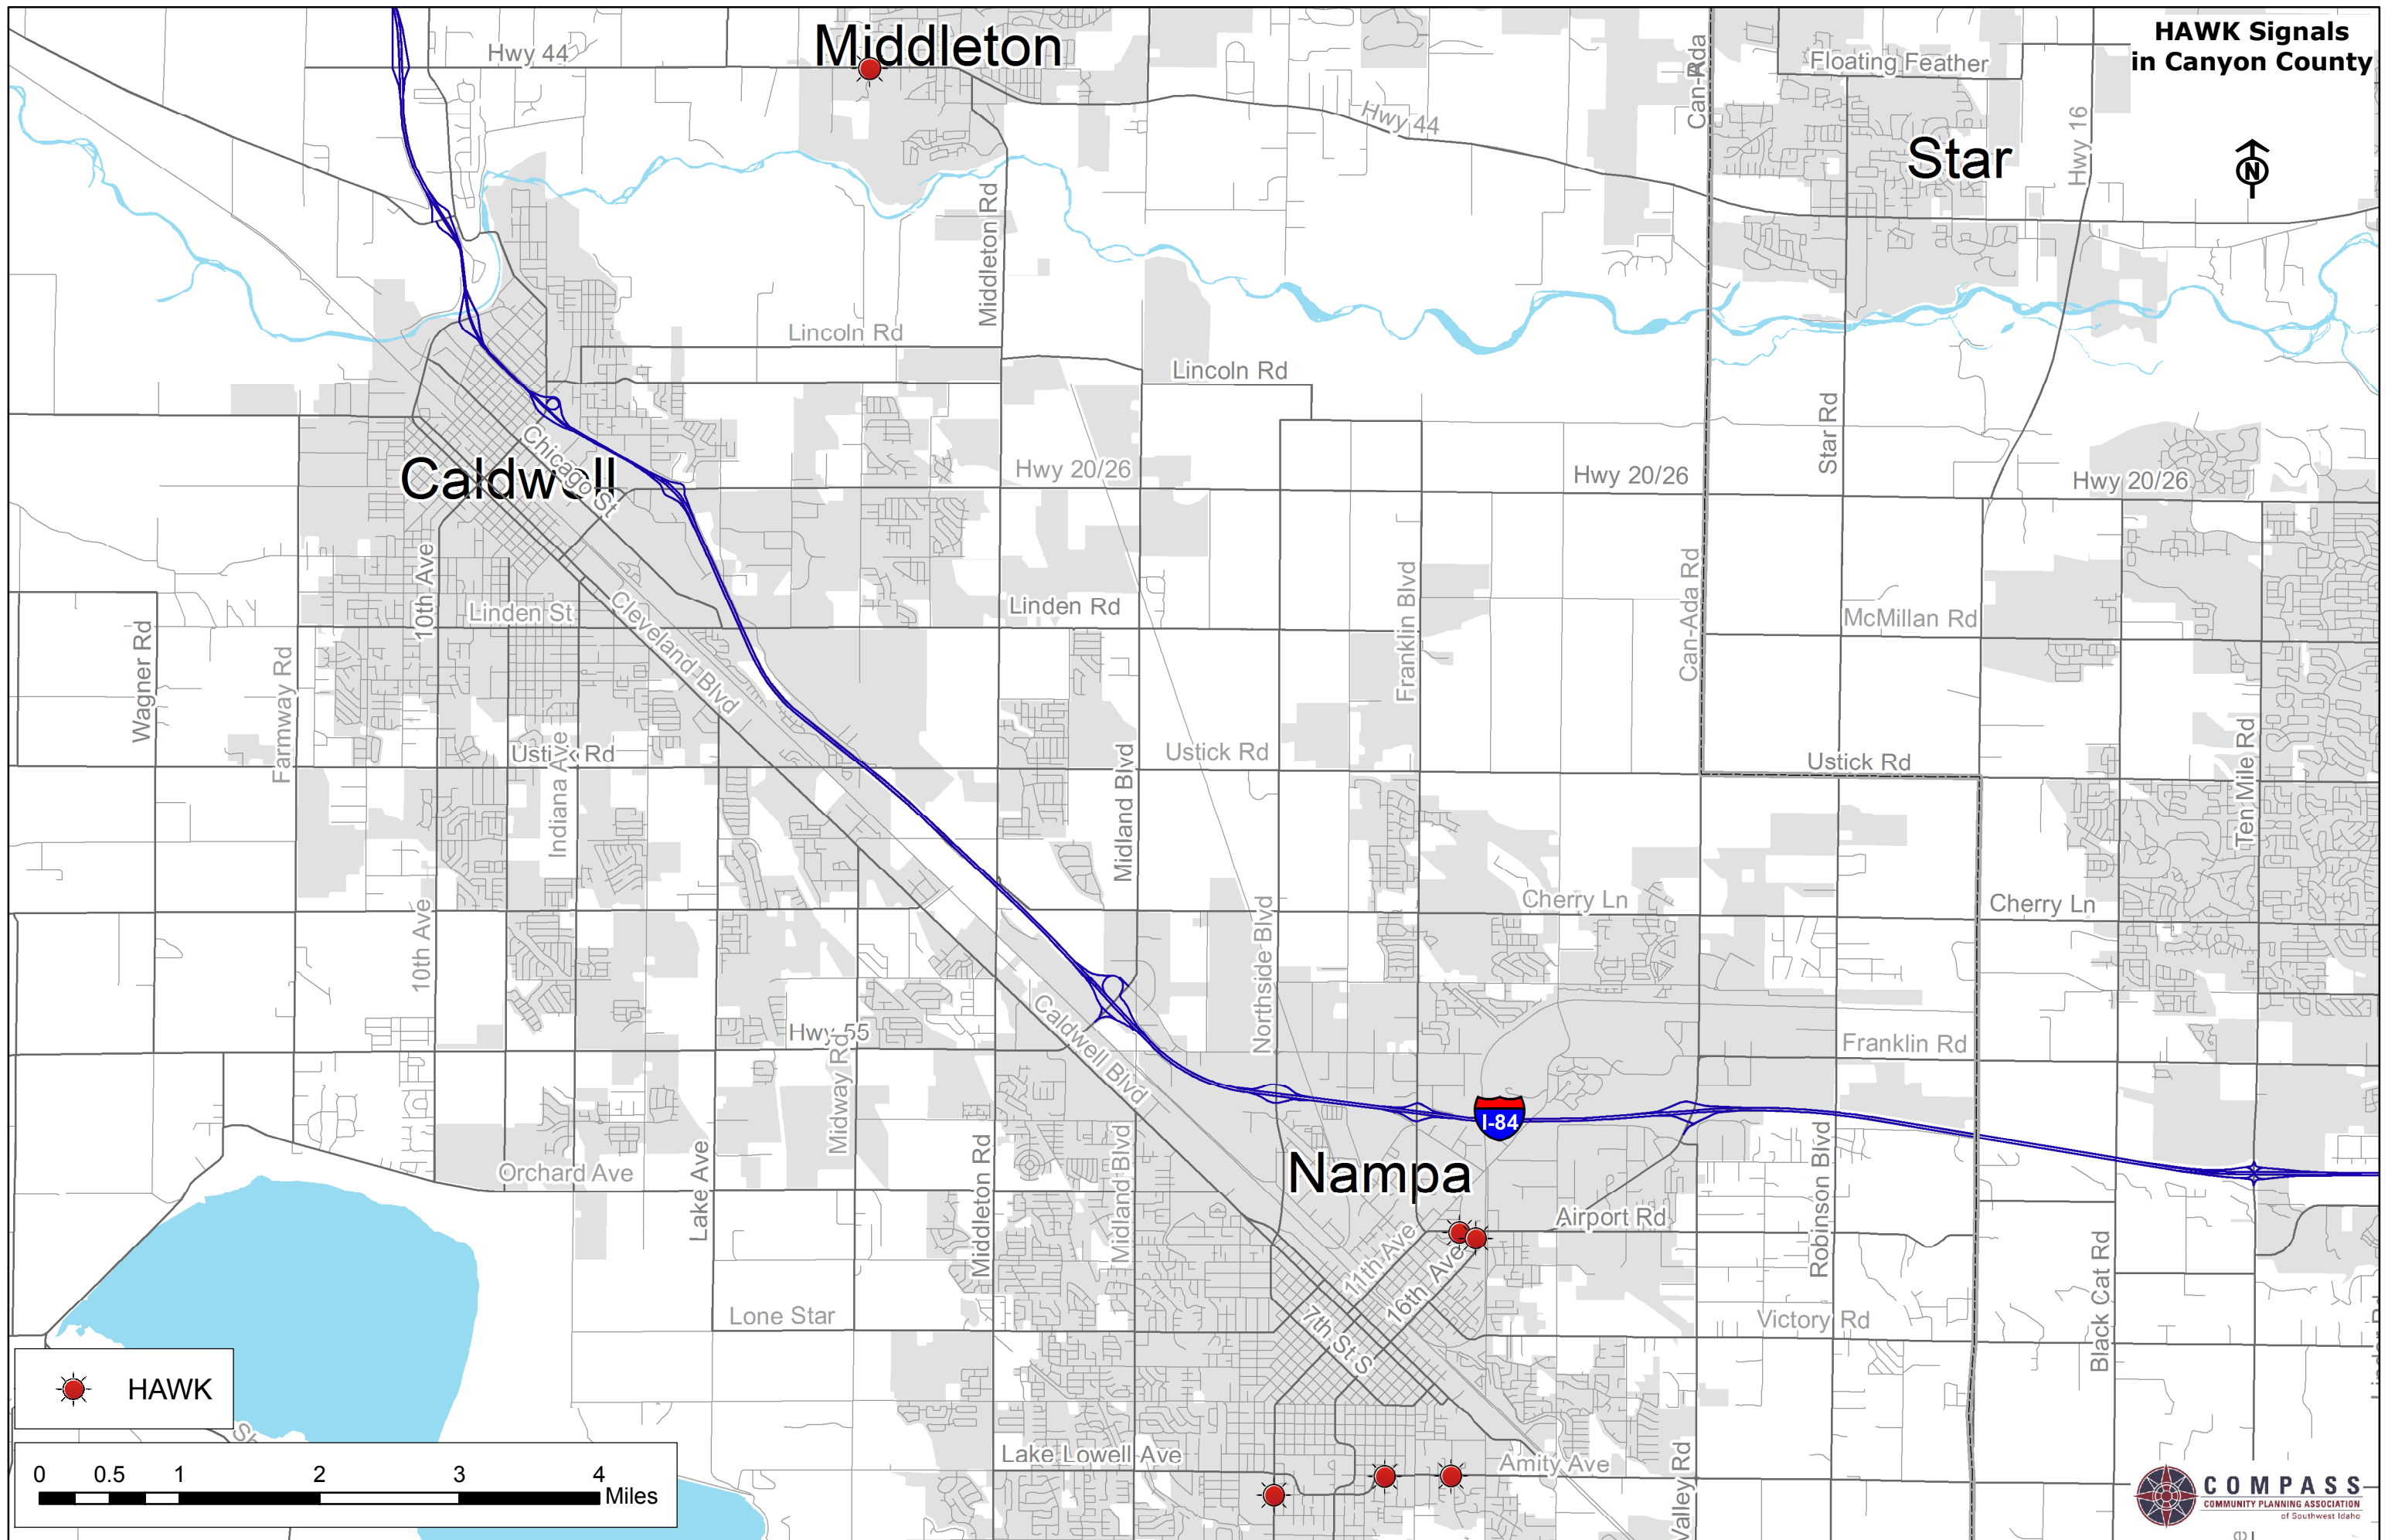 Middleton
HAWK Signals
in Canyon County
Hwy 44
Floating Feather
Can-Ada
Hwy 44
Hwy 16
Star
N
Middleton Rd
Lincoln Rd
Lincoln Rd
Star Rd
Chicago St
Caldwell
Hwy 20/26
Hwy 20/26
Hwy 20/26
10th Ave
Linden St
Cleveland Blvd
Linden Rd
Franklin Blvd
Can-Ada Rd
McMillan Rd
Wagner Rd
Farmway Rd
Indiana Ave
Ustick Rd
Midland Blvd
Ustick Rd
Ustick Rd
Ten Mile Rd
10th Ave
Northside Blvd
Cherry Ln
Cherry Ln
Hwy 55
Midway Rd
Caldwell Blvd
Franklin Rd
I-84
Orchard Ave
Lake Ave
Middleton Rd
Midland Blvd
Nampa
Robinson Blvd
Airport Rd
11th Ave
16th Ave
Black Cat Rd
Lone Star
7th St S
Victory Rd
HAWK
Lake Lowell Ave
Amity Ave
Valley Rd
0 0.5 1 2 3 4
Miles
COMPASS
COMMUNITY PLANNING ASSOCIATION
of Southwest Idaho